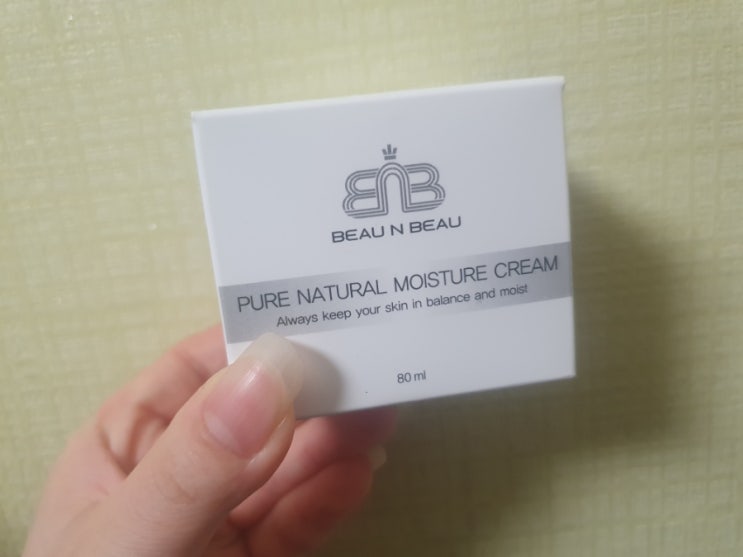 BNB
BEAU N BEAU
PURE NATURAL MOISTURE CREAM
Always keep your skin in balance and moist
80 ml